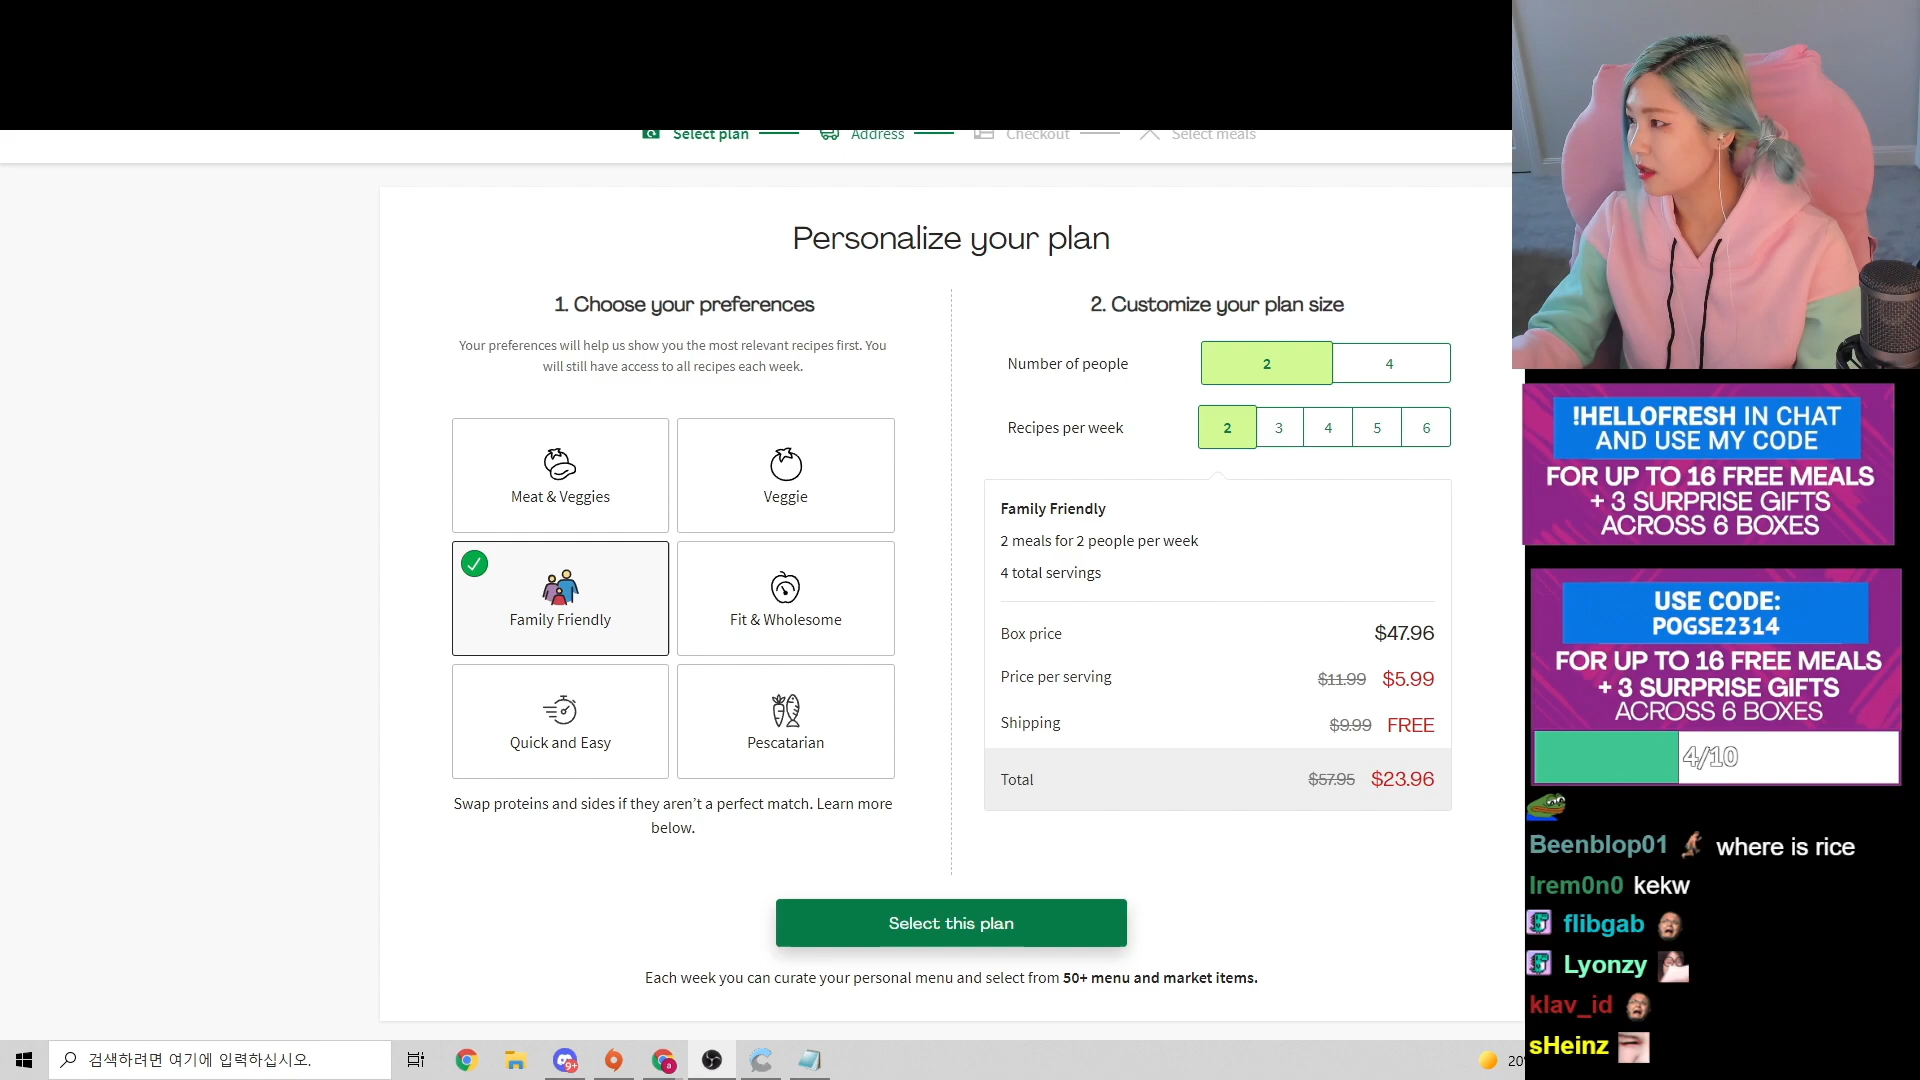 Select plan
Address
Checkout
Select meals
Personalize your plan
1. Choose your preferences
Your preferences will help us show you the most relevant recipes first. You
will still have access to all recipes each week.
Meat & Veggies
Veggie
Family Friendly
Fit & Wholesome
Quick and Easy
Pescatarian
Swap proteins and sides if they aren't a perfect match. Learn more
below.
2. Customize your plan size
Number of people
2
4
Recipes per week
2
3
4
5
6
Family Friendly
2 meals for 2 people per week
4 total servings
Box price $47.96
Price per serving $11.99 $5.99
Shipping $9.99 FREE
Total $57.95 $23.96
Select this plan
Each week you can curate your personal menu and select from 50+ menu and market items.
!HELLOFRESH IN CHAT
AND USE MY CODE
FOR UP TO 16 FREE MEALS
+ 3 SURPRISE GIFTS
ACROSS 6 BOXES
USE CODE:
POGSE2314
FOR UP TO 16 FREE MEALS
+ 3 SURPRISE GIFTS
ACROSS 6 BOXES
4/10
Beenblop01 where is rice
Irem0n0 kekw
flibgab
Lyonzy
klav_id
sHeinz
검색하려면 여기에 입력하십시오.
9+
a
20